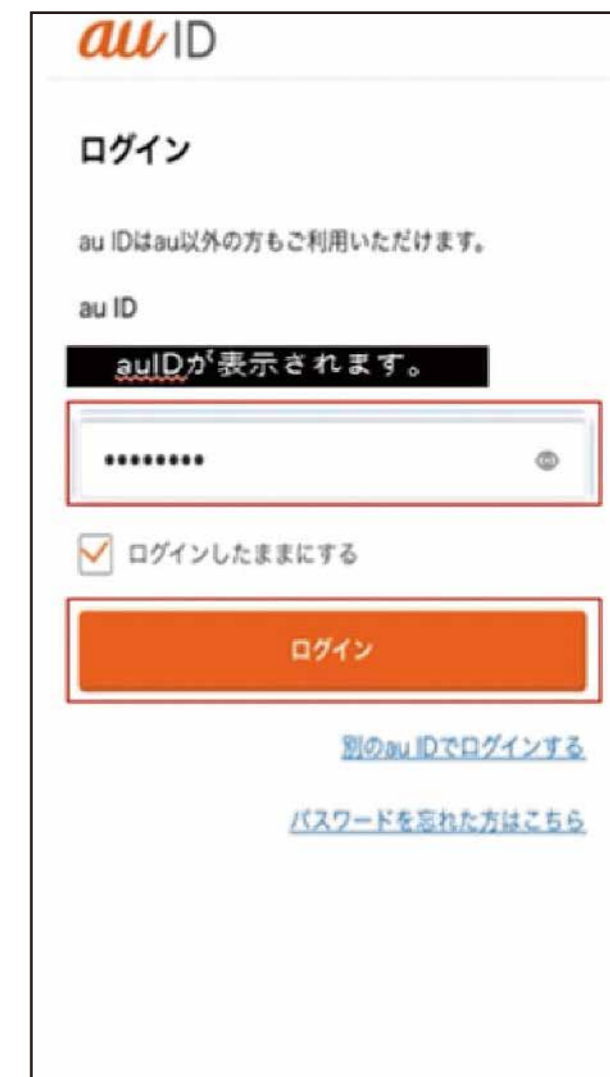 au ID
ログイン
au IDはau以外の方もご利用いただけます。
au ID
auIDが表示されます。
••••••••
ログインしたままにする
ログイン
別のau IDでログインする
パスワードを忘れた方はこちら